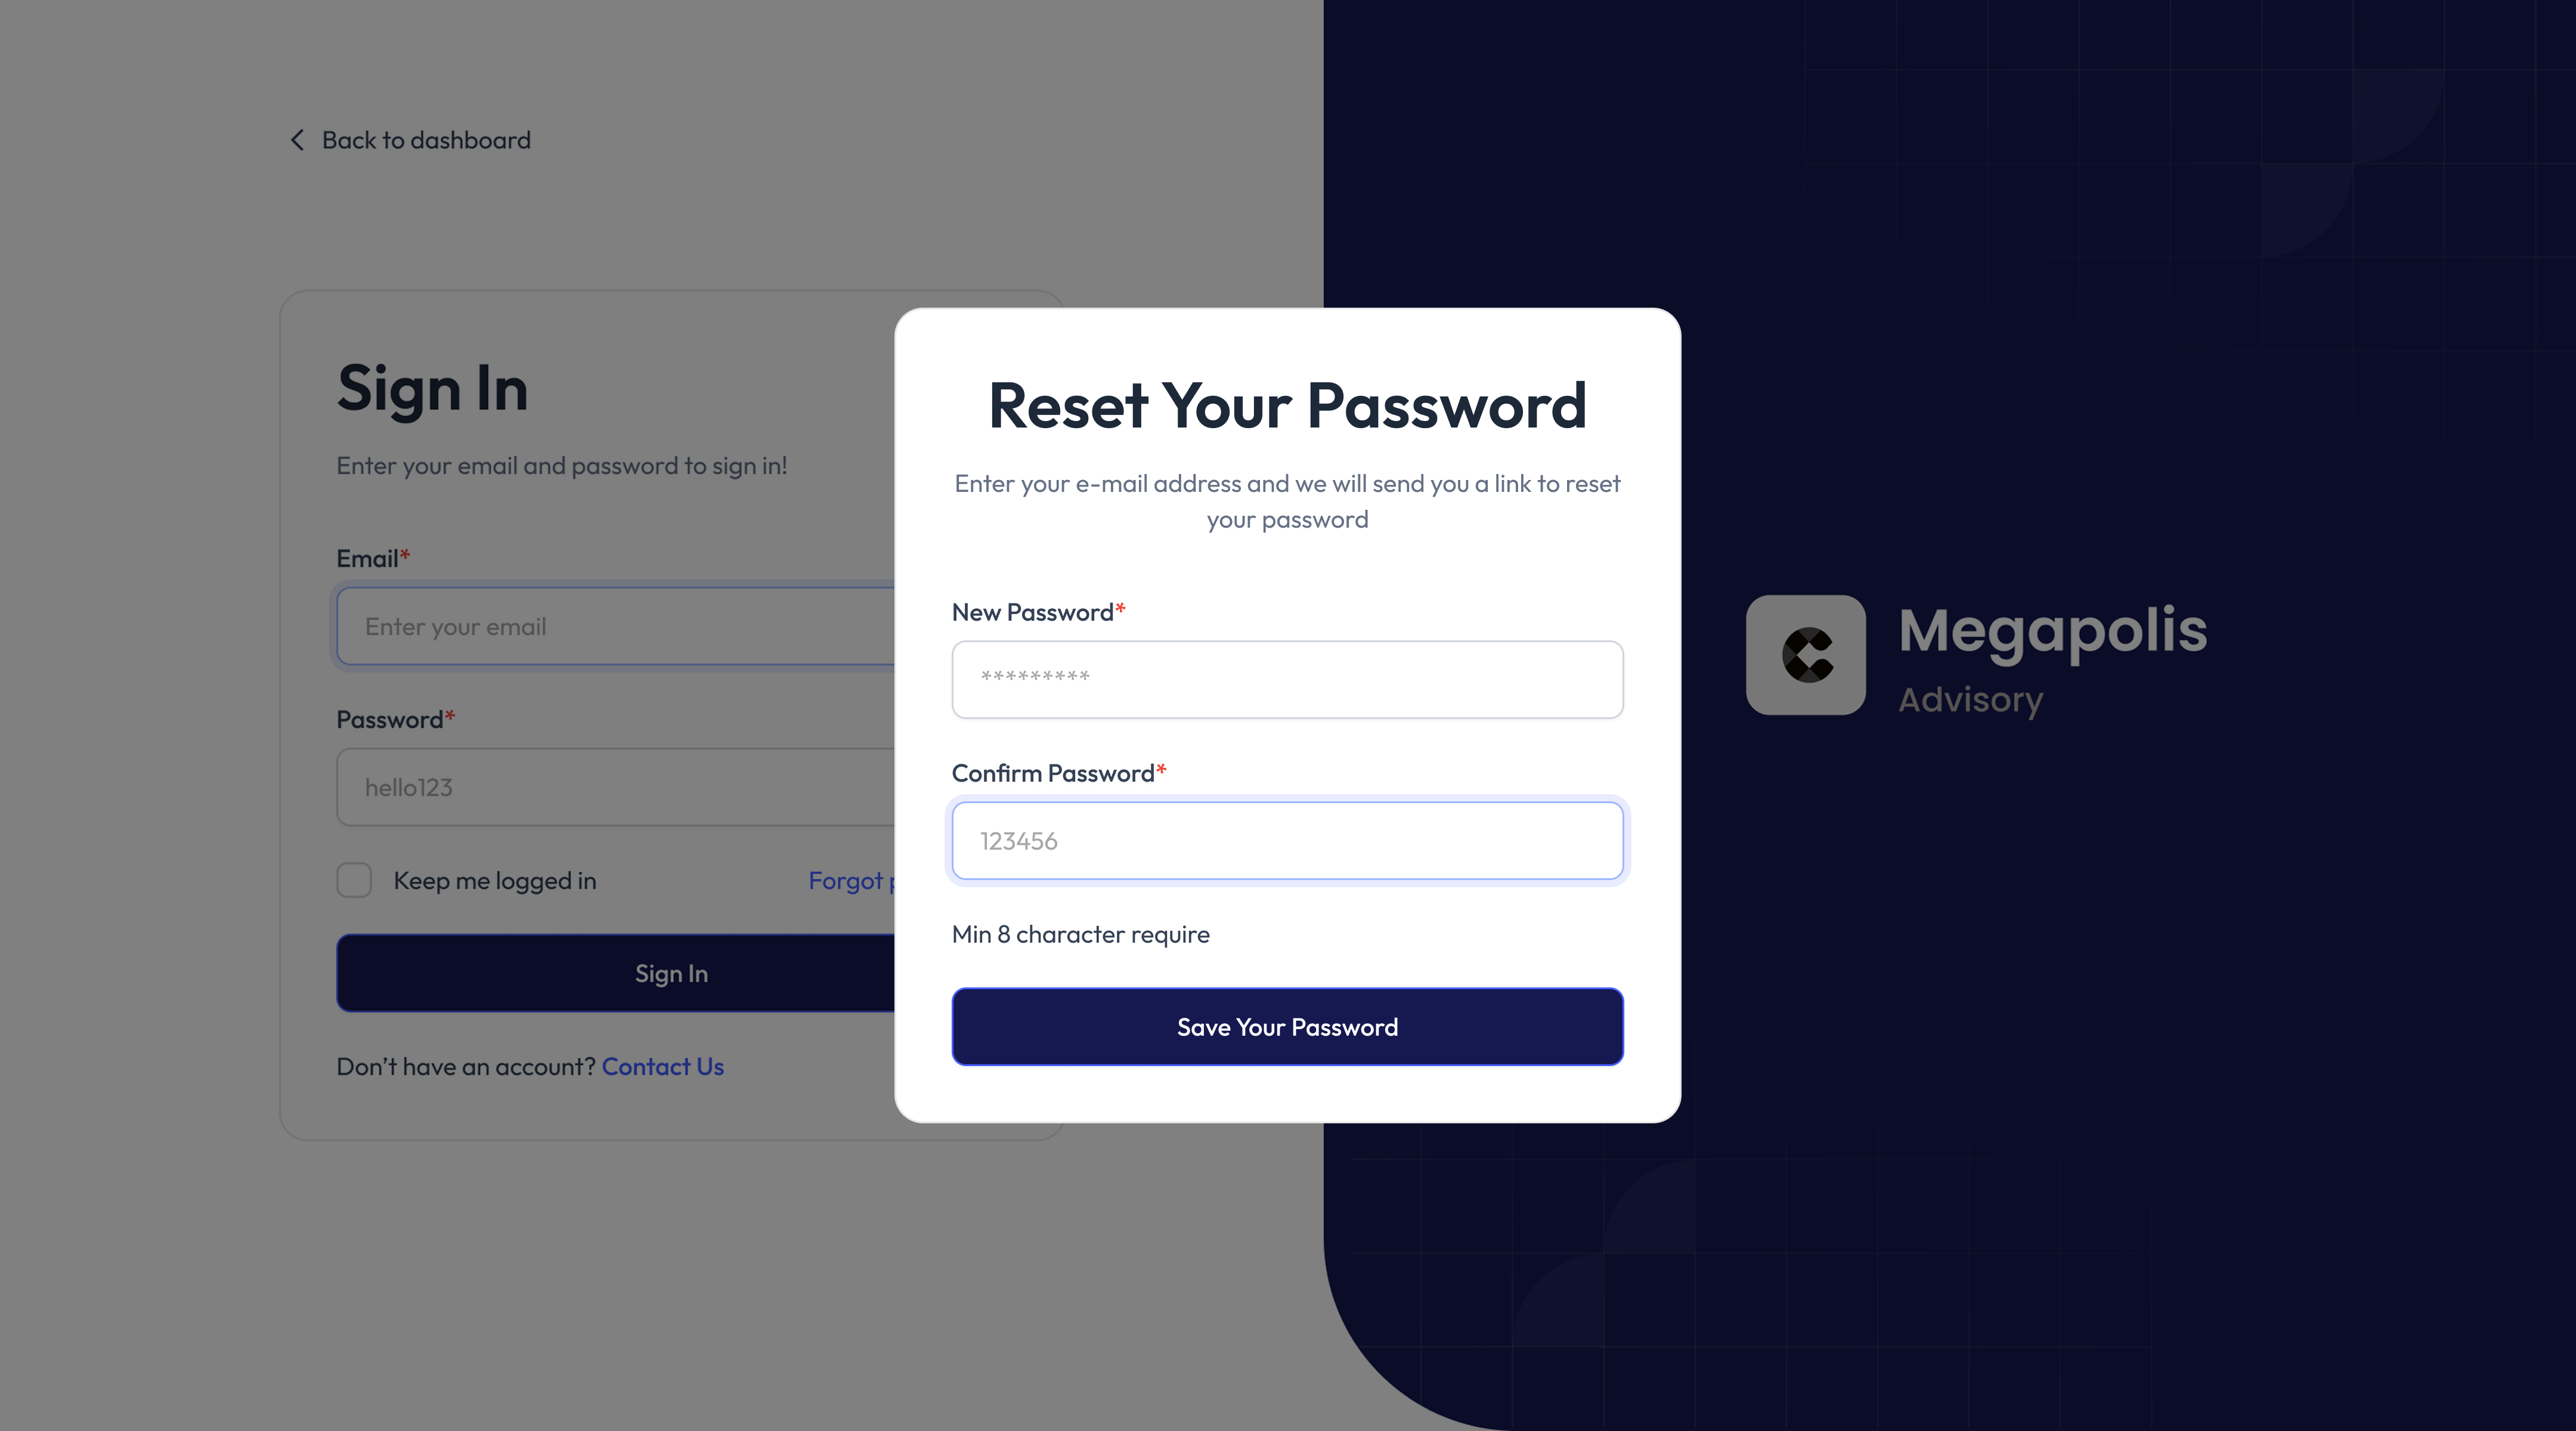 Back to dashboard
Sign In
Enter your email and password to sign in!
Email*
Enter your email
Password*
hello123
Keep me logged in
Forgot
Sign In
Don't have an account? Contact Us
Reset Your Password
Enter your e-mail address and we will send you a link to reset
your password
New Password*
*********
Confirm Password*
123456
Min 8 character require
Save Your Password
Megapolis
Advisory